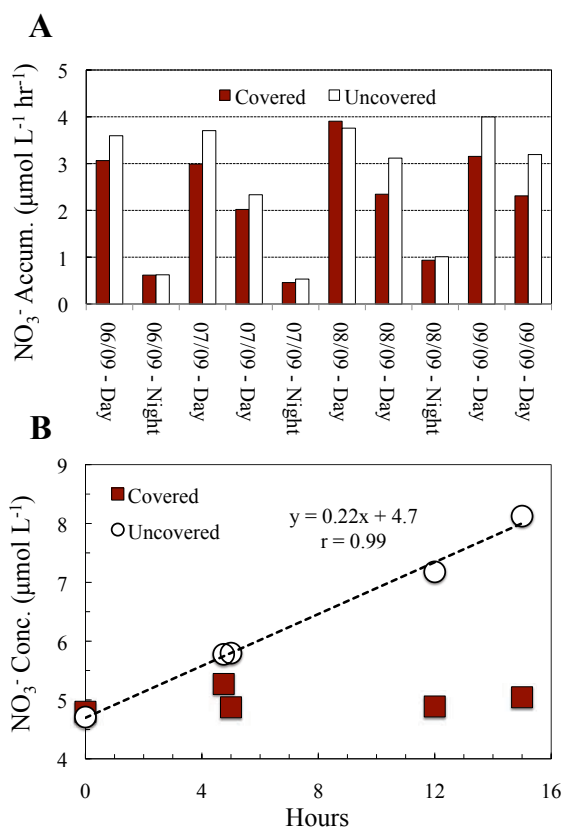 A
NO₃⁻ Accum. (μmol L⁻¹ hr⁻¹)
5
4
3
2
1
0
Covered Uncovered
06/09 - Day
06/09 - Night
07/09 - Day
07/09 - Day
07/09 - Night
08/09 - Day
08/09 - Day
08/09 - Night
09/09 - Day
09/09 - Day
B
NO₃⁻ Conc. (μmol L⁻¹)
9
8
7
6
5
4
Covered
Uncovered
y = 0.22x + 4.7
r = 0.99
0 4 8 12 16
Hours